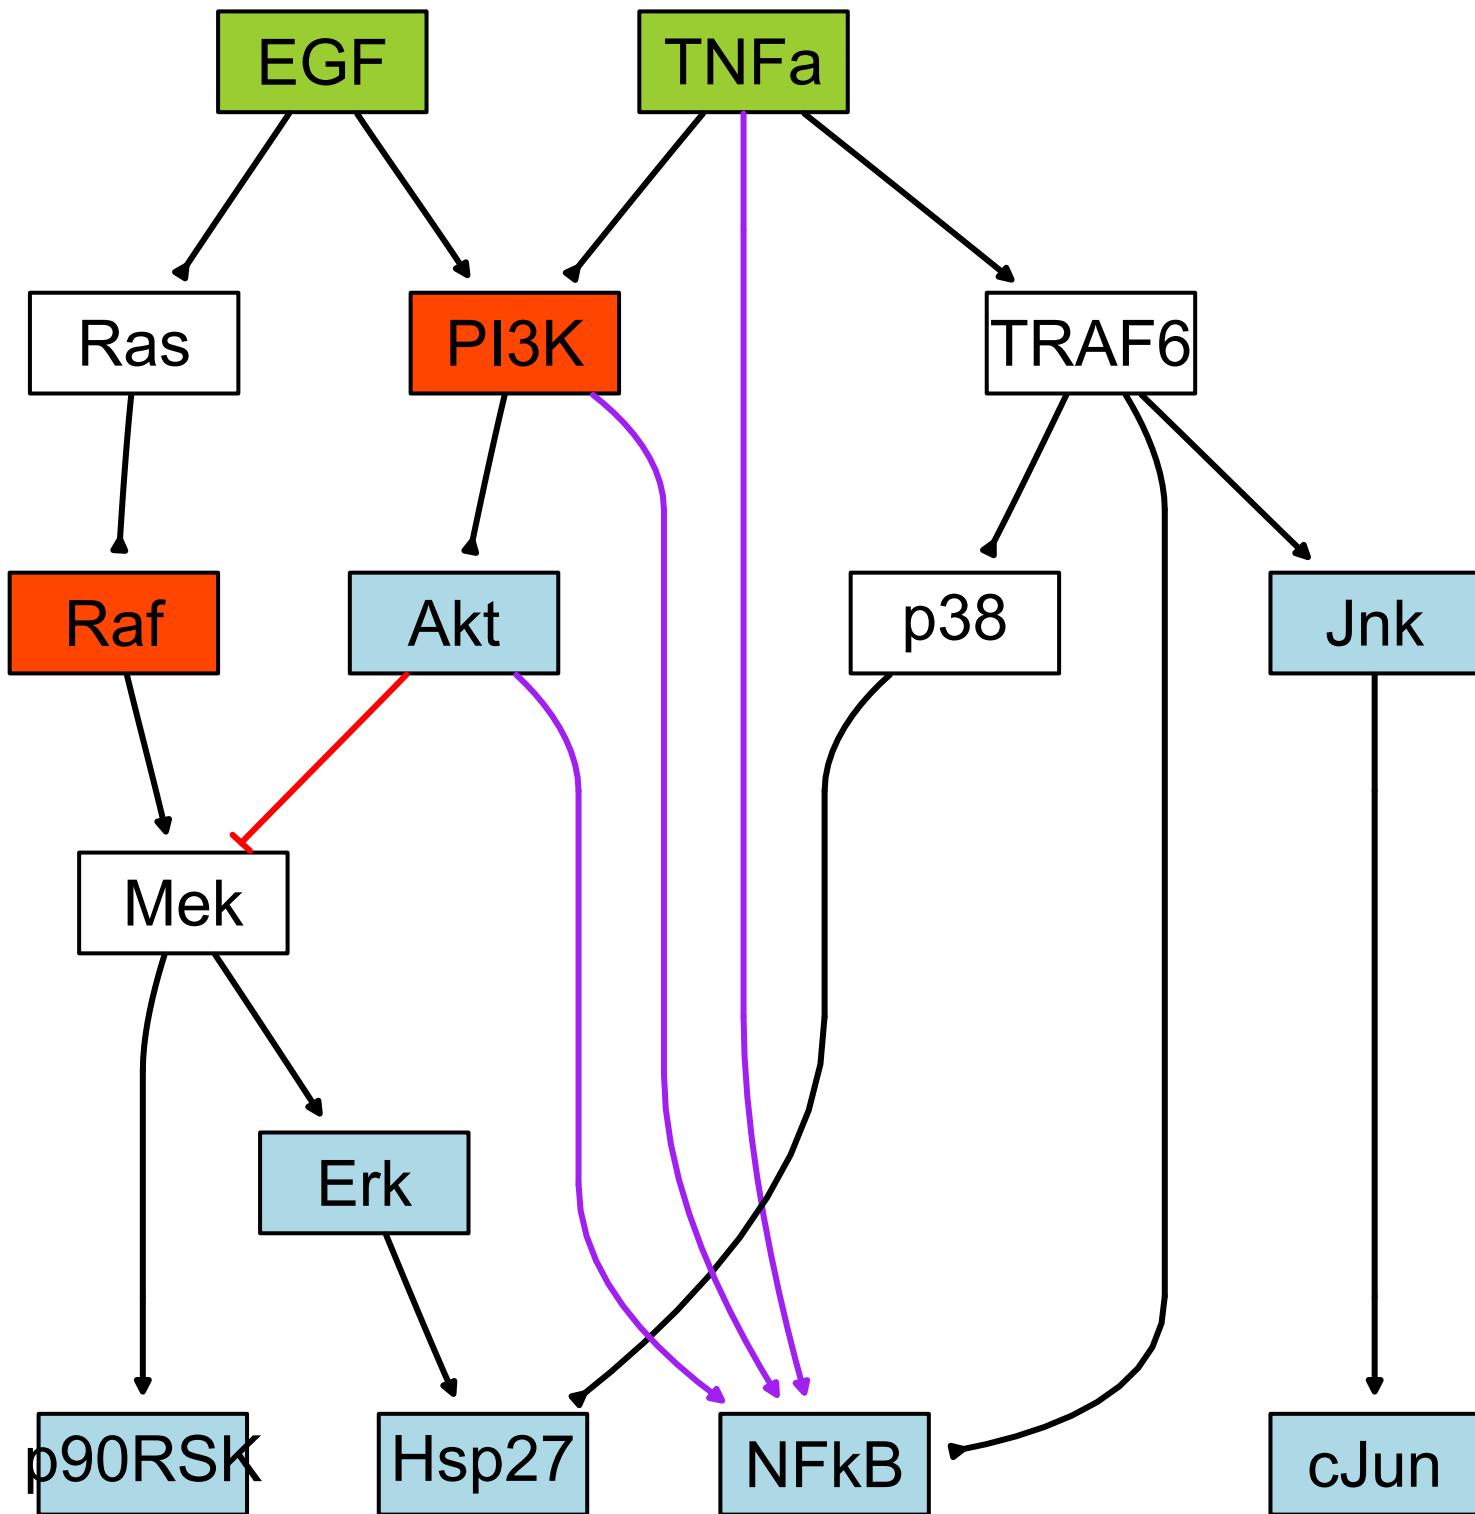 EGF
TNFa
Ras
PI3K
TRAF6
Raf
Akt
p38
Jnk
Mek
Erk
p90RSK
Hsp27
NFkB
cJun